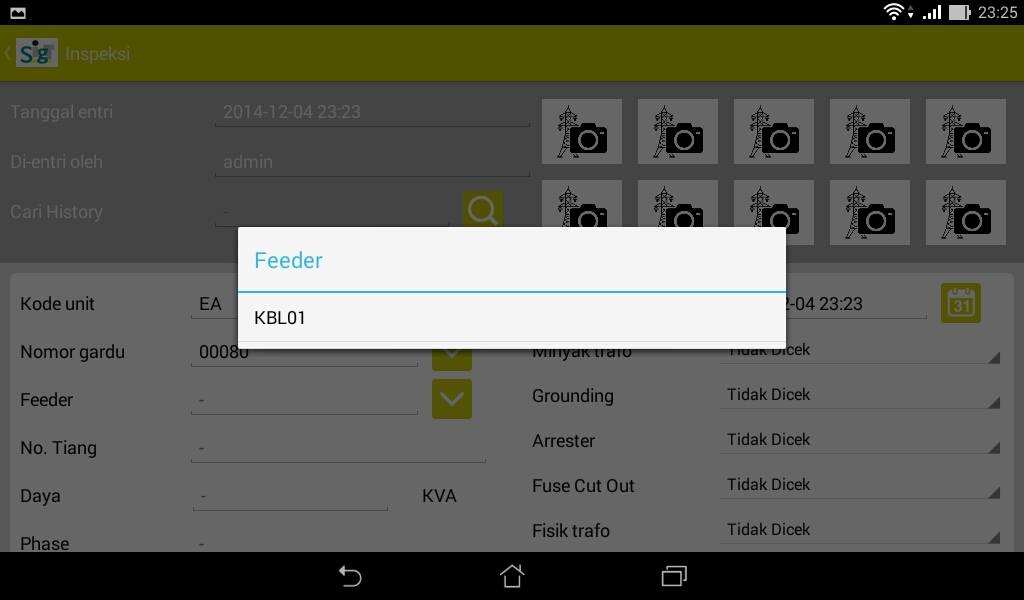 23:25
SigT Inspeksi
Tanggal entri 2014-12-04 23:23
Di-entri oleh admin
Cari History -
Feeder
KBL01
Kode unit EA 2-04 23:23 31
Nomor gardu 00080 Minyak trafo Tidak Dicek
Feeder - Grounding Tidak Dicek
No. Tiang - Arrester Tidak Dicek
Daya - KVA Fuse Cut Out Tidak Dicek
Phase - Fisik trafo Tidak Dicek